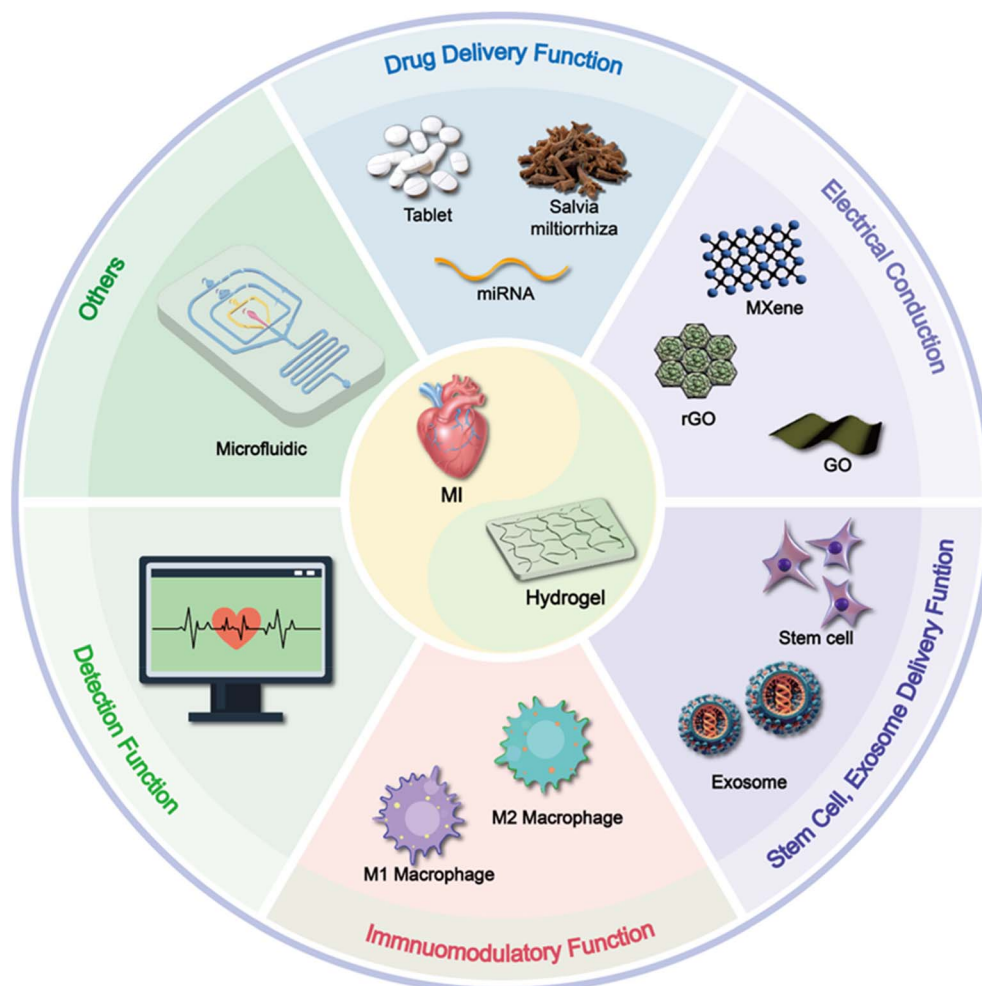 Drug Delivery Function
Tablet
Salvia
miltiorrhiza
miRNA
Electrical Conduction
MXene
rGO
GO
Stem Cell, Exosome Delivery Funtion
Stem cell
Exosome
Immnuomodulatory Function
M2 Macrophage
M1 Macrophage
Detection Function
Others
Microfluidic
MI
Hydrogel